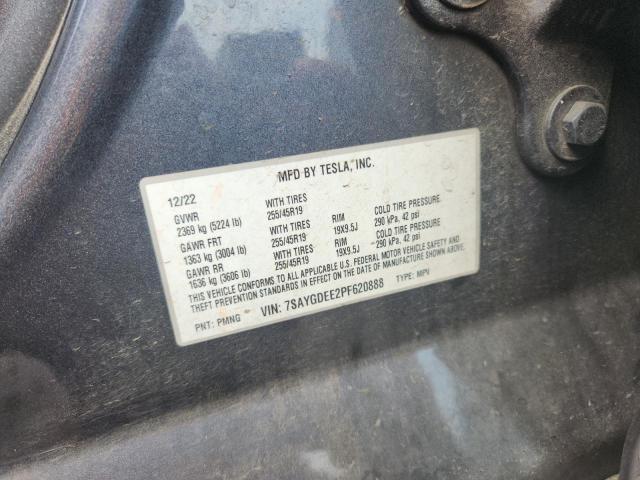 MFD BY TESLA, INC.
12/22
GVWR WITH TIRES
2369 kg (5224 lb) 255/45R19 RIM COLD TIRE PRESSURE
GAWR FRT WITH TIRES 19X9.5J 290 kPa, 42 psi
1363 kg (3004 lb) 255/45R19 RIM COLD TIRE PRESSURE
GAWR RR WITH TIRES 19X9.5J 290 kPa, 42 psi
1636 kg (3606 lb) 255/45R19
THIS VEHICLE CONFORMS TO ALL APPLICABLE U.S. FEDERAL MOTOR VEHICLE SAFETY AND
THEFT PREVENTION STANDARDS IN EFFECT ON THE DATE OF MANUFACTURE SHOWN ABOVE.
PNT: PMNG VIN: 7SAYGDEE2PF620888 TYPE: MPV